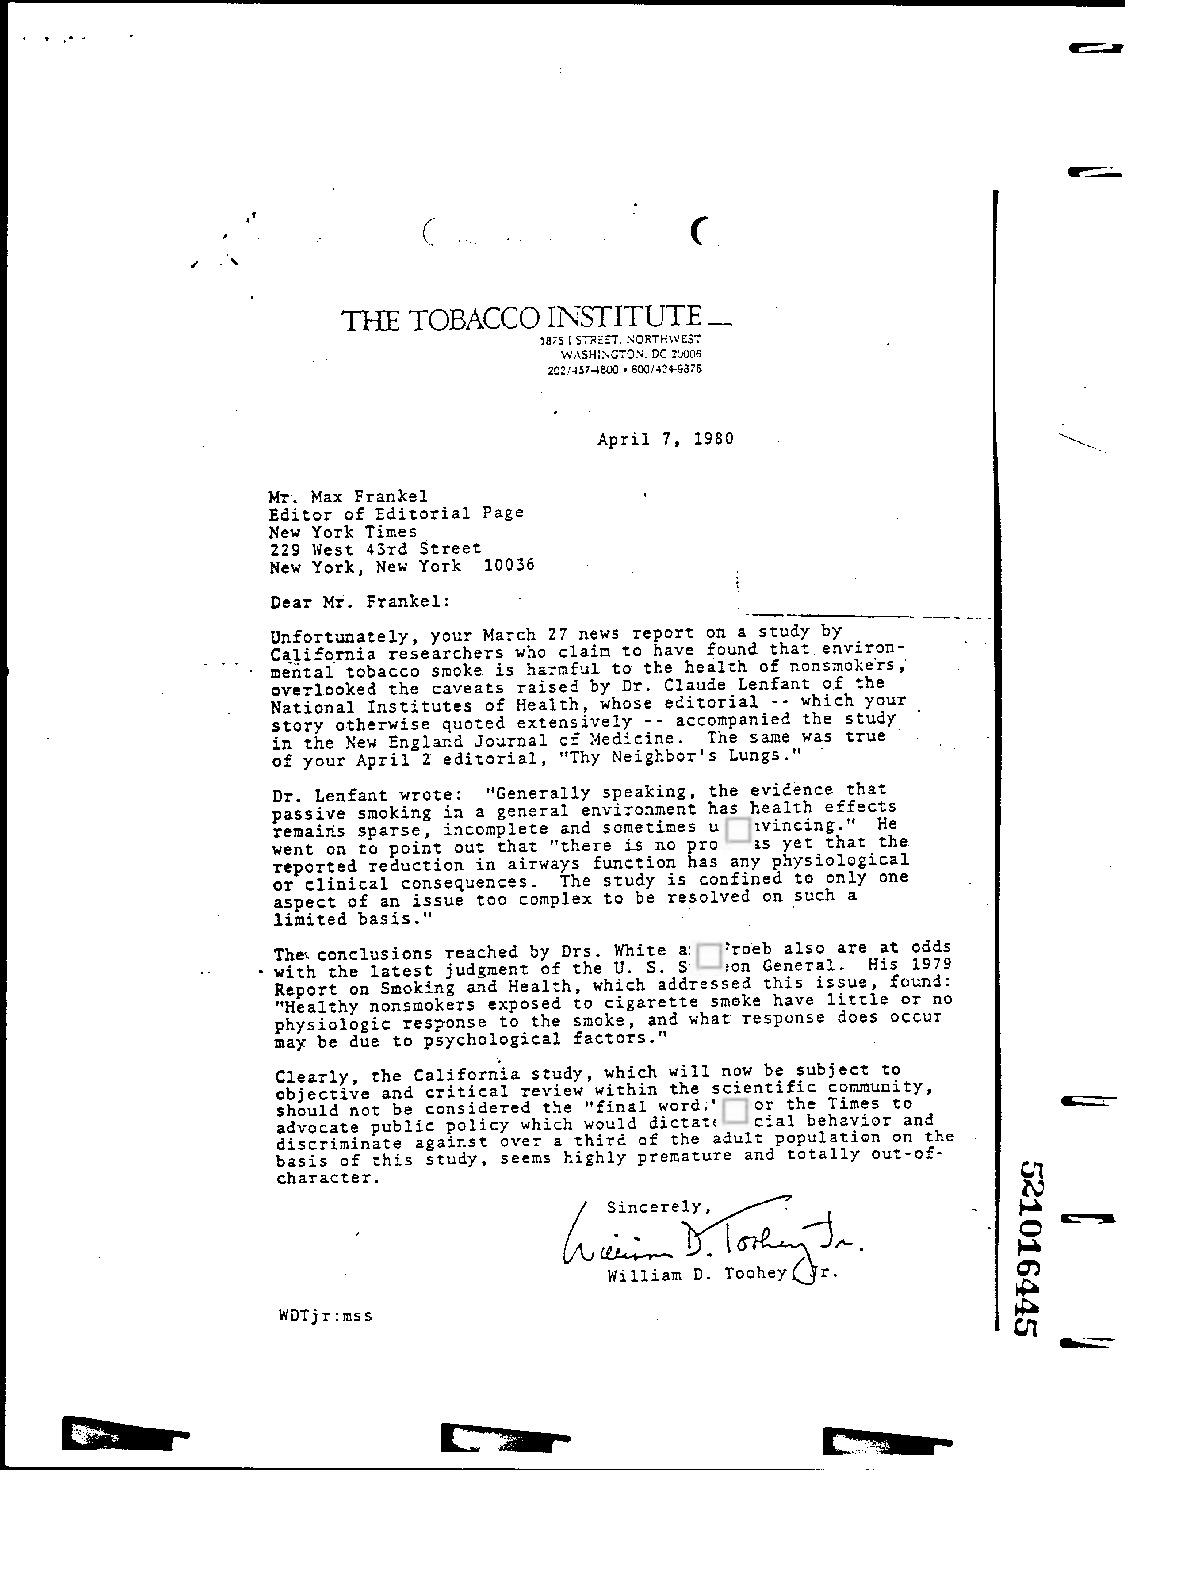 THE TOBACCO INSTITUTE
1875 I STREET, NORTHWEST
WASHINGTON, DC 20006
202/457-4800 • 800/424-9876
April 7, 1980
Mr. Max Frankel
Editor of Editorial Page
New York Times
229 West 43rd Street
New York, New York 10036
Dear Mr. Frankel:
Unfortunately, your March 27 news report on a study by
California researchers who claim to have found that environ-
mental tobacco smoke is harmful to the health of nonsmokers,
overlooked the caveats raised by Dr. Claude Lenfant of the
National Institutes of Health, whose editorial -- which your
story otherwise quoted extensively -- accompanied the study
in the New England Journal of Medicine. The same was true
of your April 2 editorial, "Thy Neighbor's Lungs."
Dr. Lenfant wrote: "Generally speaking, the evidence that
passive smoking in a general environment has health effects
remains sparse, incomplete and sometimes He
went on to point out that "there is no as yet that the
reported reduction in airways function has any physiological
or clinical consequences. The study is confined to only one
aspect of an issue too complex to be resolved on such a
limited basis."
The conclusions reached by Drs. White also are at odds
with the latest judgment of the U. S. General. His 1979
Report on Smoking and Health, which addressed this issue, found:
"Healthy nonsmokers exposed to cigarette smoke have little or no
physiologic response to the smoke, and what response does occur
may be due to psychological factors."
Clearly, the California study, which will now be subject to
objective and critical review within the scientific community,
should not be considered the "final word." the Times to
advocate public policy which would behavior and
discriminate against over a third of the adult population on the
basis of this study, seems highly premature and totally out-of-
character.
Sincerely,
William D. Toohey Jr.
William D. Toohey Jr.
WDTjr:mss
521016445